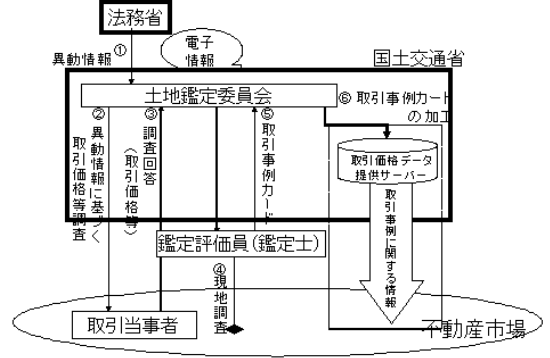 法務省
異動情報①
電子
情報
国土交通省
土地鑑定委員会
⑥取引事例カード
の加工
②異動情報に基づく
取引価格等調査
③調査回答
(取引価格等)
⑤取引事例カード
取引価格データ
提供サーバー
取引事例に関する情報
鑑定評価員(鑑定士)
④現地調査
取引当事者
不動産市場